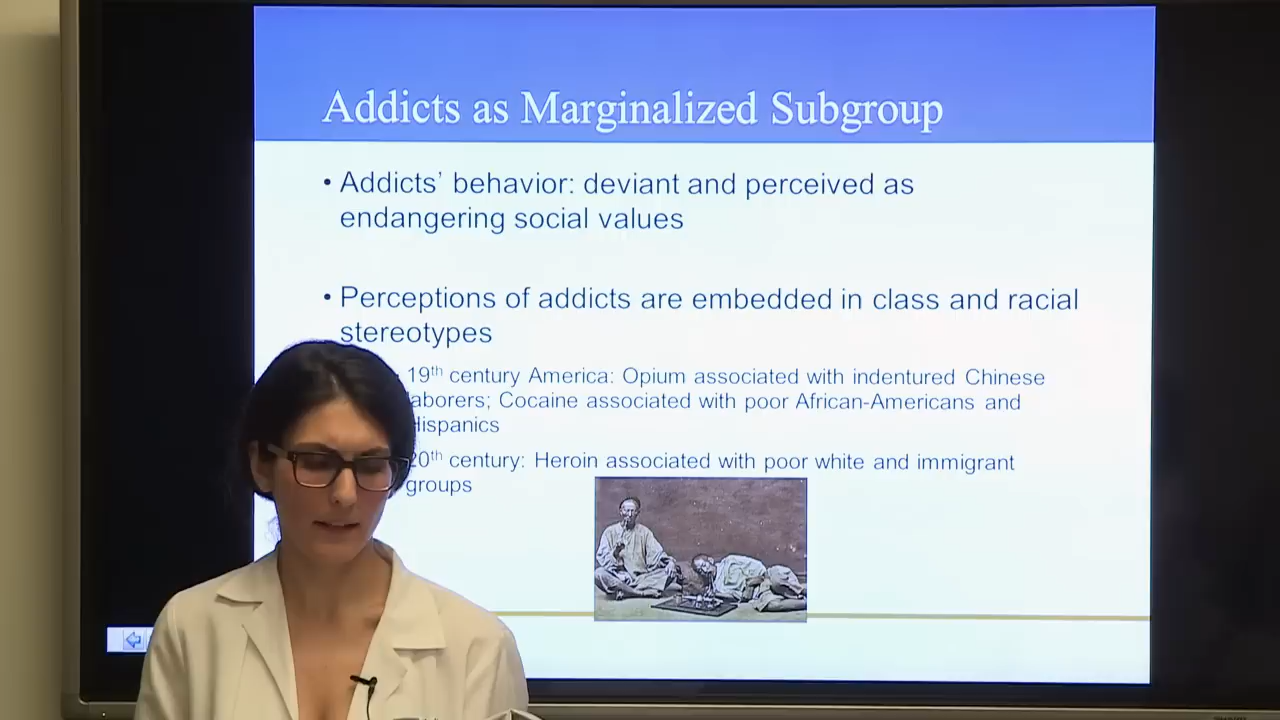 Addicts as Marginalized Subgroup
• Addicts’ behavior: deviant and perceived as
endangering social values
• Perceptions of addicts are embedded in class and racial
stereotypes
19th century America: Opium associated with indentured Chinese
aborers; Cocaine associated with poor African-Americans and
Hispanics
20th century: Heroin associated with poor white and immigrant
groups